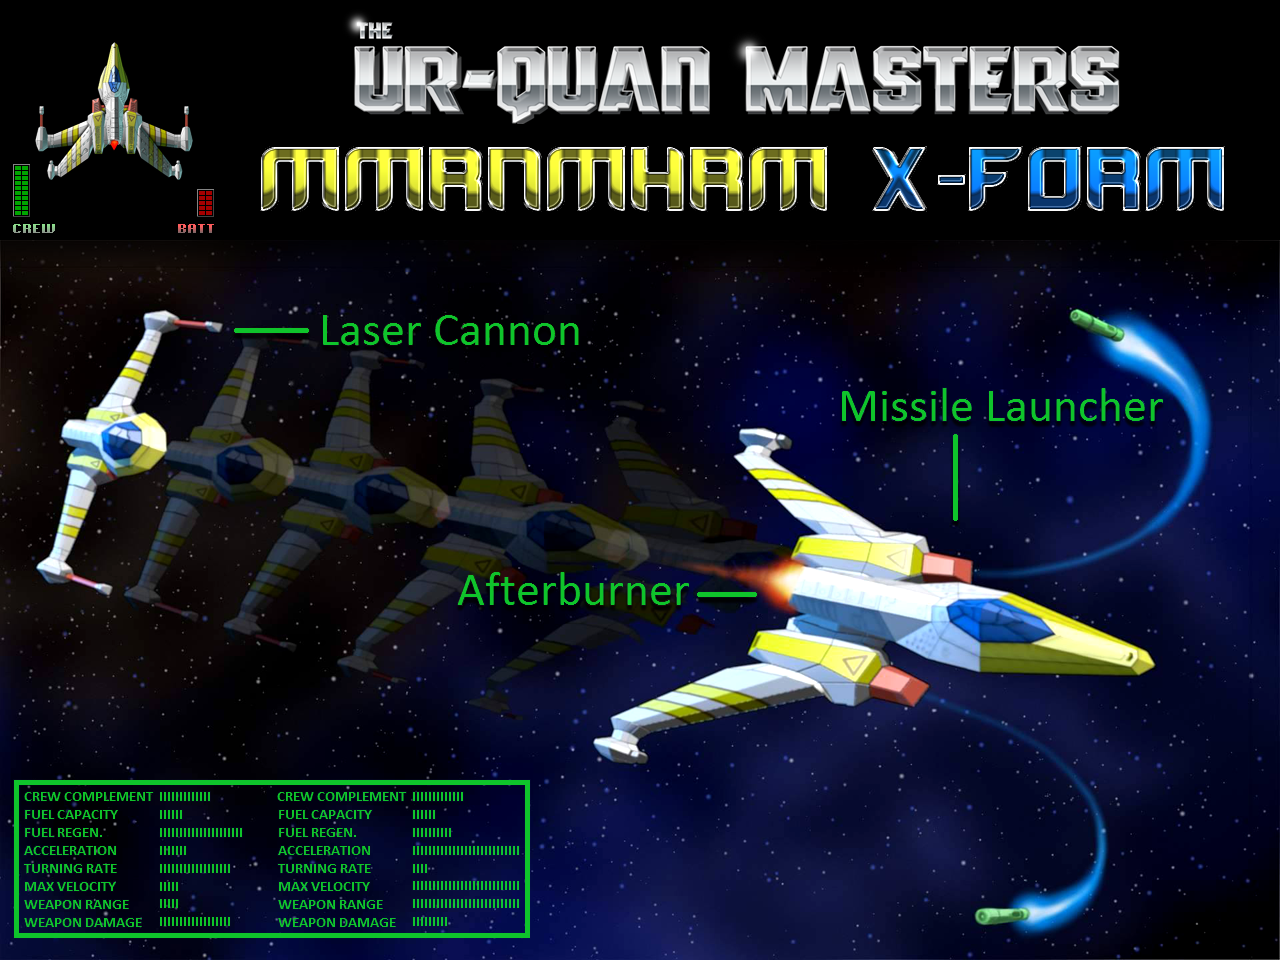 THE
UR-QUAN MASTERS
MMRNMHRM X-FORM
CREW
BATT
Laser Cannon
Missile Launcher
Afterburner
CREW COMPLEMENT
FUEL CAPACITY
FUEL REGEN.
ACCELERATION
TURNING RATE
MAX VELOCITY
WEAPON RANGE
WEAPON DAMAGE
CREW COMPLEMENT
FUEL CAPACITY
FUEL REGEN.
ACCELERATION
TURNING RATE
MAX VELOCITY
WEAPON RANGE
WEAPON DAMAGE